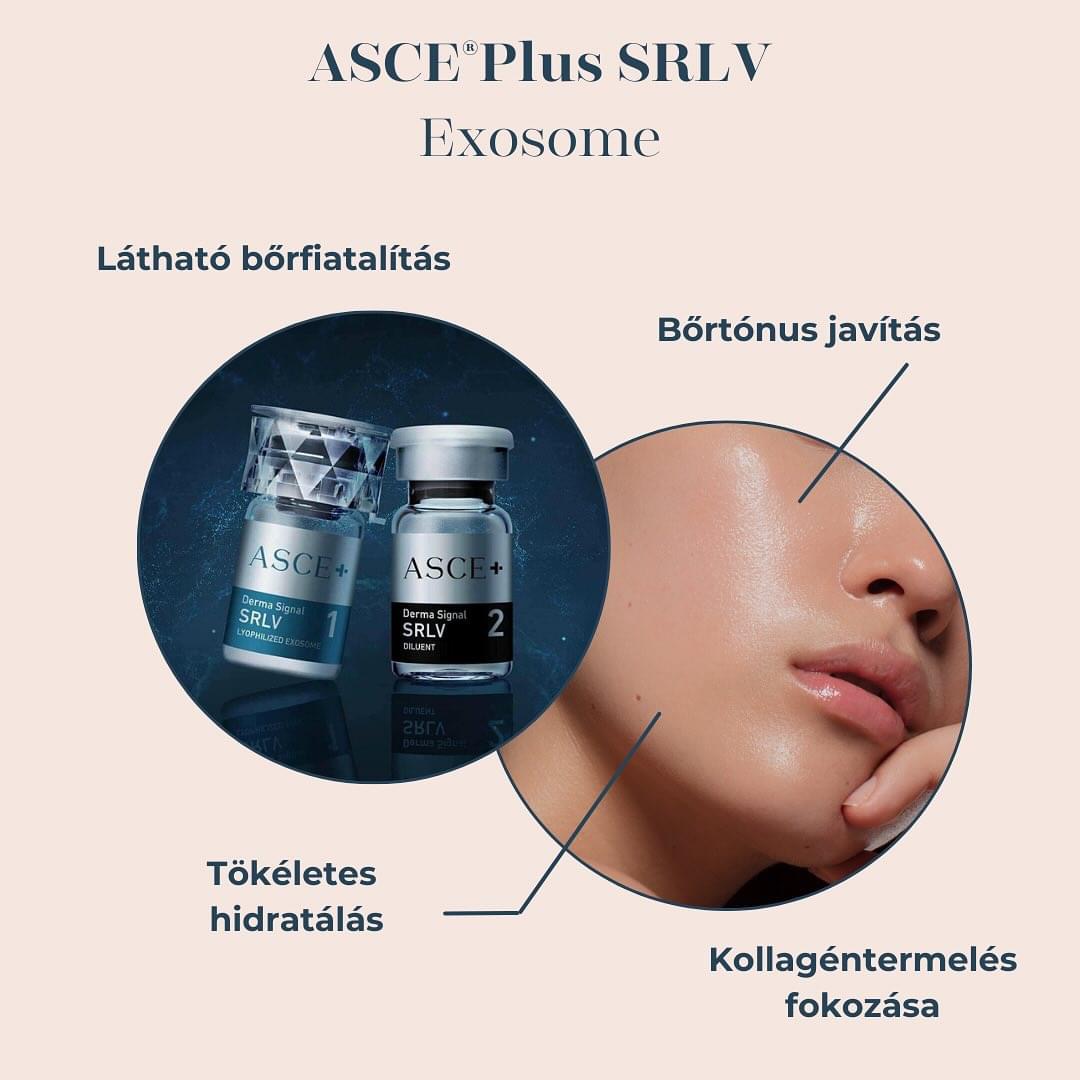 ASCE®Plus SRLV
Exosome
Látható bőrfiatalítás
Bőrtónus javítás
ASCE+
Derma Signal
SRLV
1
LYOPHILIZED EXOSOME
ASCE+
Derma Signal
SRLV
2
DILUENT
Tökéletes
hidratálás
Kollagéntermelés
fokozása